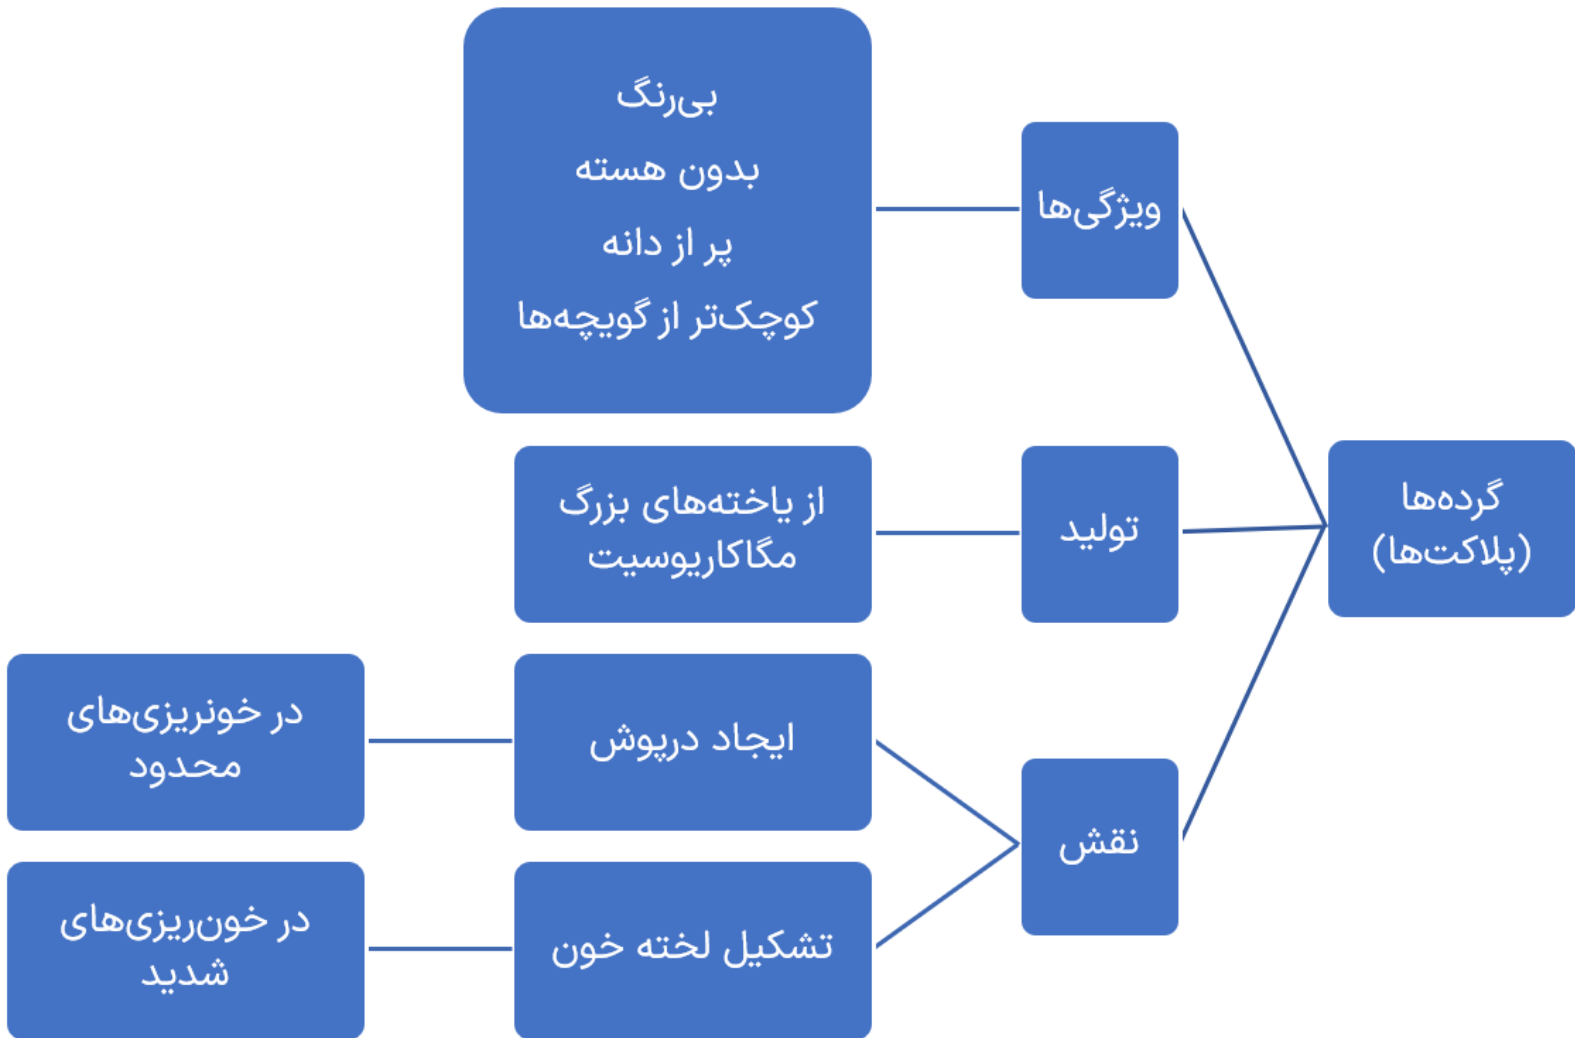 گرده‌ها
(پلاکت‌ها)
ویژگی‌ها
بی‌رنگ
بدون هسته
پر از دانه
کوچک‌تر از گویچه‌ها
تولید
از یاخته‌های بزرگ
مگاکاریوسیت
نقش
ایجاد درپوش
در خونریزی‌های
محدود
تشکیل لخته خون
در خون‌ریزی‌های
شدید